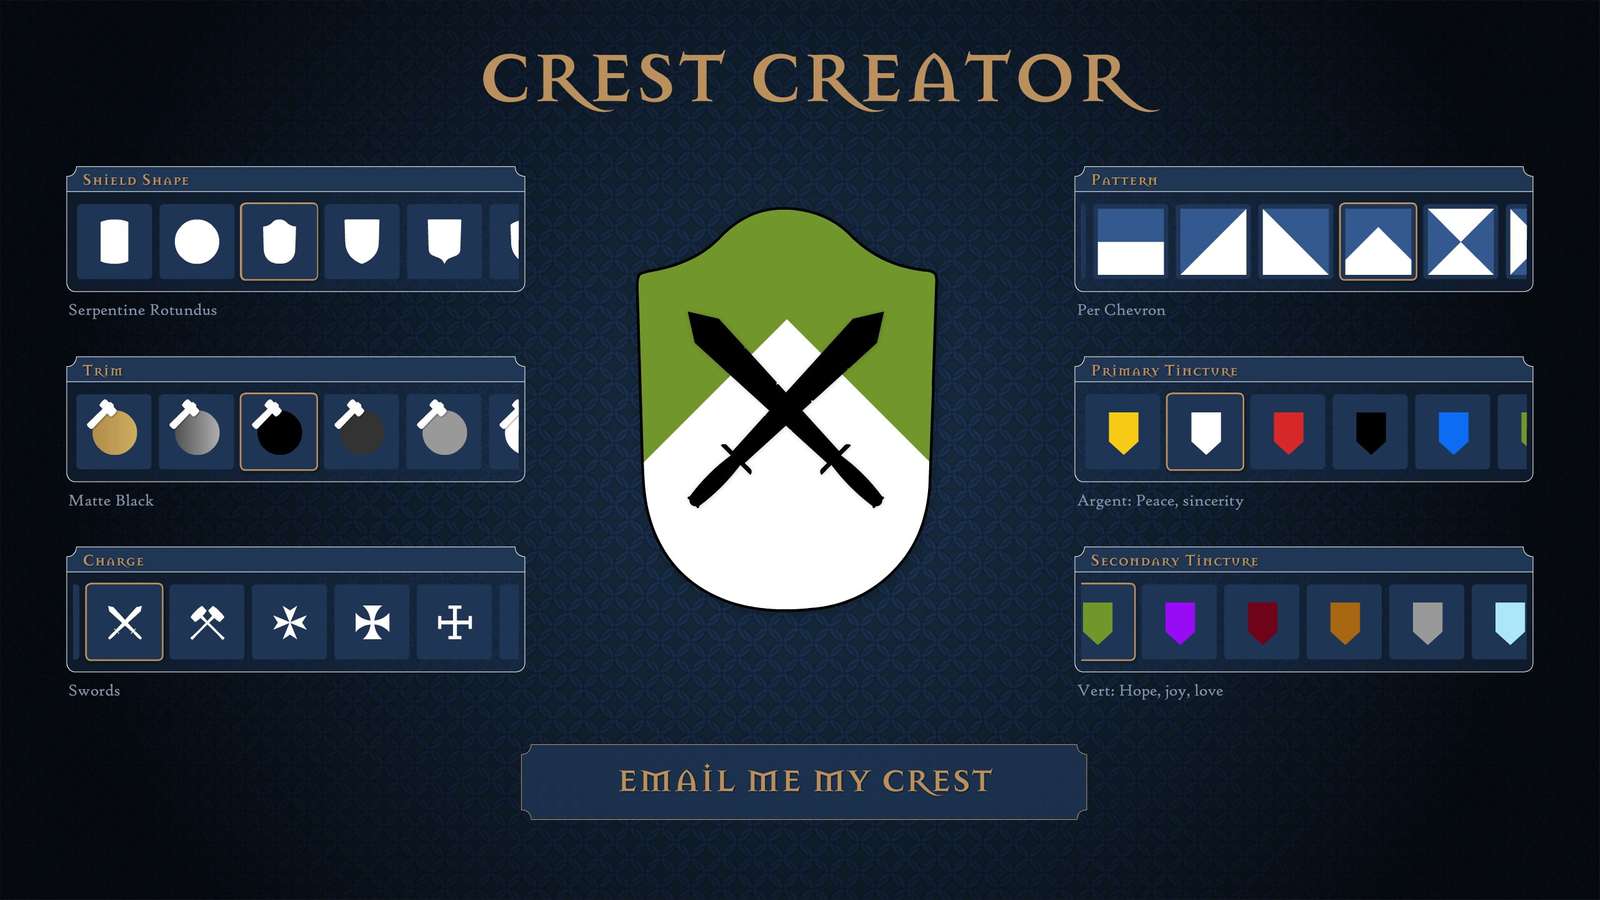 CREST CREATOR
Shield Shape
Serpentine Rotundus
Trim
Matte Black
Charge
Swords
Pattern
Per Chevron
Primary Tincture
Argent: Peace, sincerity
Secondary Tincture
Vert: Hope, joy, love
EMAIL ME MY CREST